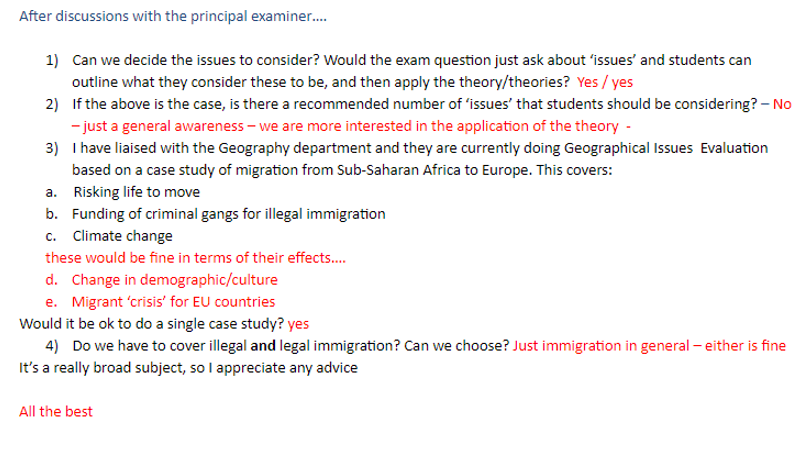 After discussions with the principal examiner....
1) Can we decide the issues to consider? Would the exam question just ask about ‘issues’ and students can
outline what they consider these to be, and then apply the theory/theories? Yes / yes
2) If the above is the case, is there a recommended number of ‘issues’ that students should be considering? – No
– just a general awareness – we are more interested in the application of the theory -
3) I have liaised with the Geography department and they are currently doing Geographical Issues Evaluation
based on a case study of migration from Sub-Saharan Africa to Europe. This covers:
a. Risking life to move
b. Funding of criminal gangs for illegal immigration
c. Climate change
these would be fine in terms of their effects....
d. Change in demographic/culture
e. Migrant ‘crisis’ for EU countries
Would it be ok to do a single case study? yes
4) Do we have to cover illegal and legal immigration? Can we choose? Just immigration in general – either is fine
It’s a really broad subject, so I appreciate any advice
All the best